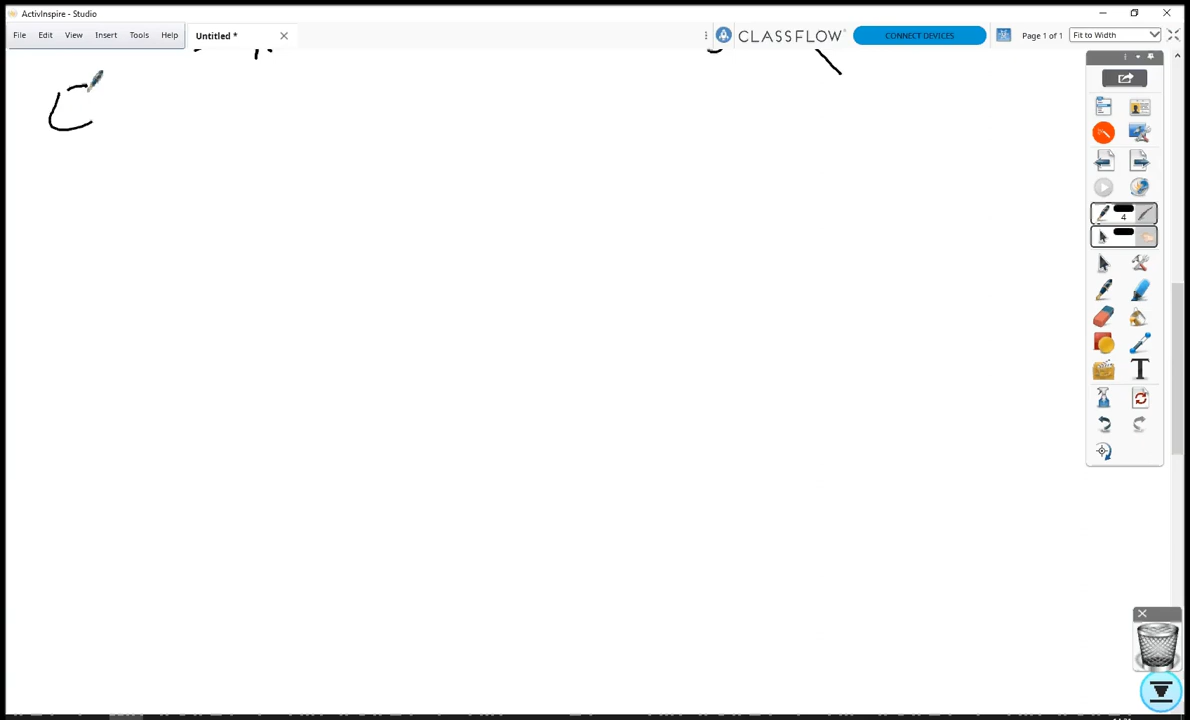 ActivInspire - Studio
File Edit View Insert Tools Help Untitled * CLASSFLOW CONNECT DEVICES Page 1 of 1 Fit to Width
4
T